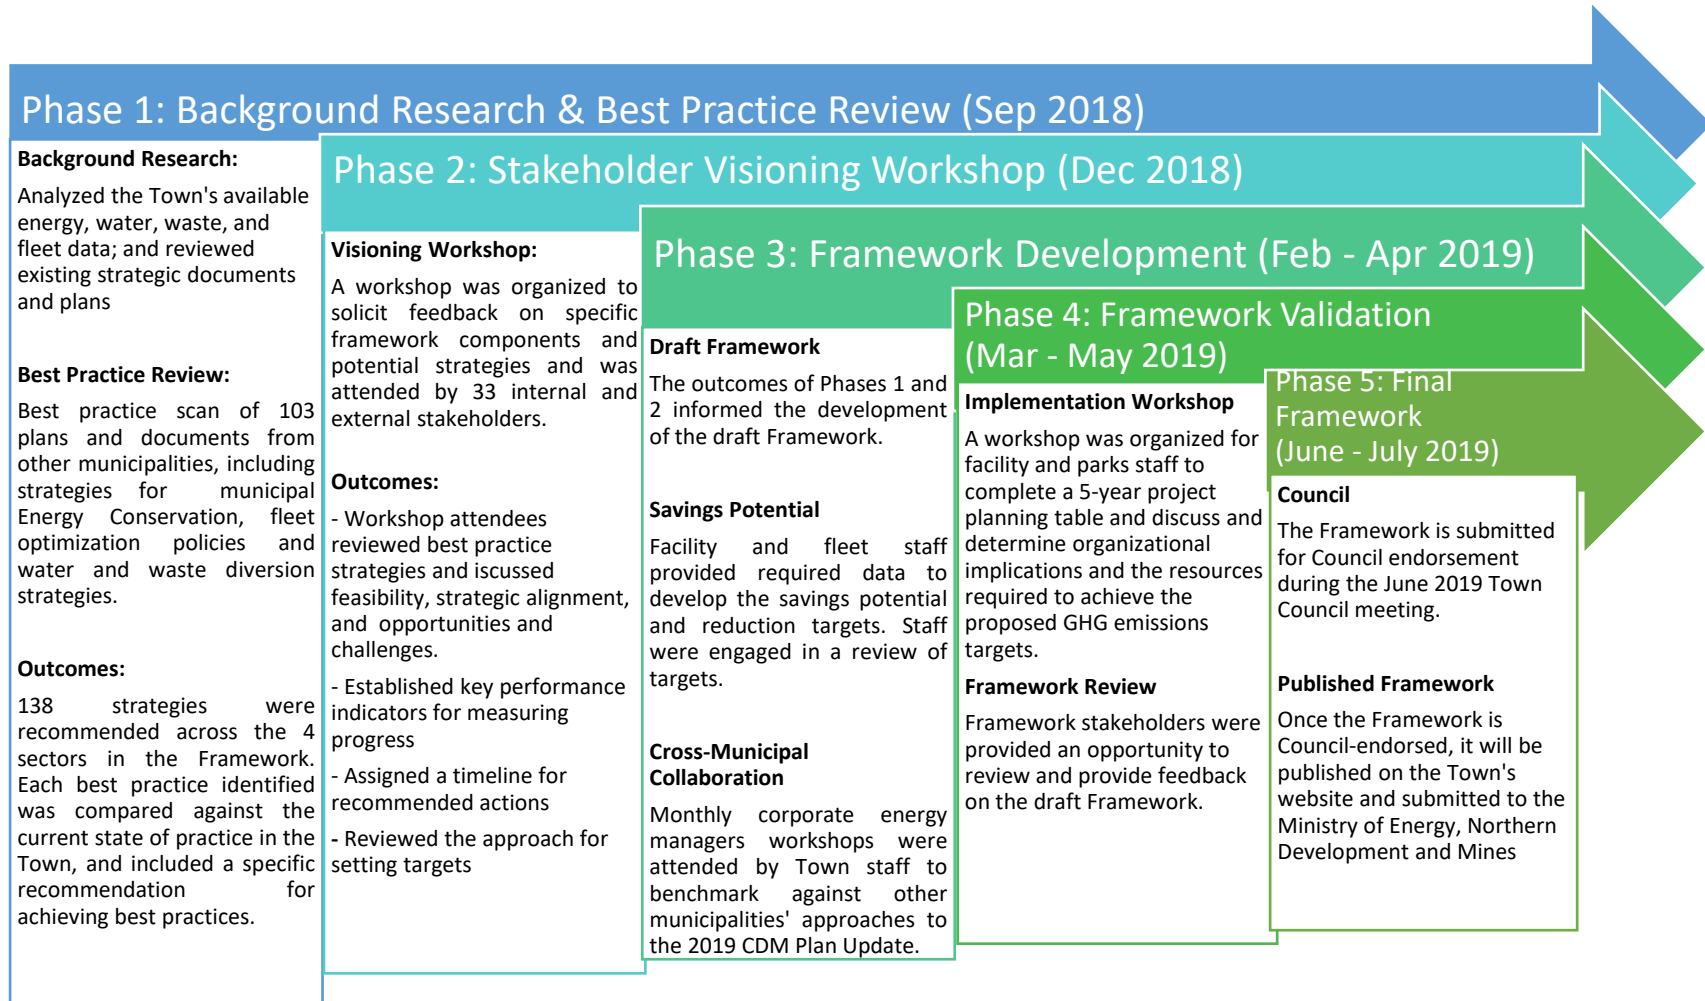 Phase 1: Background Research & Best Practice Review (Sep 2018)
Background Research:
Analyzed the Town's available
energy, water, waste, and
fleet data; and reviewed
existing strategic documents
and plans
Best Practice Review:
Best practice scan of 103
plans and documents from
other municipalities, including
strategies for municipal
Energy Conservation, fleet
optimization policies and
water and waste diversion
strategies.
Outcomes:
138 strategies were
recommended across the 4
sectors in the Framework.
Each best practice identified
was compared against the
current state of practice in the
Town, and included a specific
recommendation for
achieving best practices.
Phase 2: Stakeholder Visioning Workshop (Dec 2018)
Visioning Workshop:
A workshop was organized to
solicit feedback on specific
framework components and
potential strategies and was
attended by 33 internal and
external stakeholders.
Outcomes:
- Workshop attendees
reviewed best practice
strategies and iscussed
feasibility, strategic alignment,
and opportunities and
challenges.
- Established key performance
indicators for measuring
progress
- Assigned a timeline for
recommended actions
- Reviewed the approach for
setting targets
Phase 3: Framework Development (Feb - Apr 2019)
Draft Framework
The outcomes of Phases 1 and
2 informed the development
of the draft Framework.
Savings Potential
Facility and fleet staff
provided required data to
develop the savings potential
and reduction targets. Staff
were engaged in a review of
targets.
Cross-Municipal
Collaboration
Monthly corporate energy
managers workshops were
attended by Town staff to
benchmark against other
municipalities' approaches to
the 2019 CDM Plan Update.
Phase 4: Framework Validation
(Mar - May 2019)
Implementation Workshop
A workshop was organized for
facility and parks staff to
complete a 5-year project
planning table and discuss and
determine organizational
implications and the resources
required to achieve the
proposed GHG emissions
targets.
Framework Review
Framework stakeholders were
provided an opportunity to
review and provide feedback
on the draft Framework.
Phase 5: Final
Framework
(June - July 2019)
Council
The Framework is submitted
for Council endorsement
during the June 2019 Town
Council meeting.
Published Framework
Once the Framework is
Council-endorsed, it will be
published on the Town's
website and submitted to the
Ministry of Energy, Northern
Development and Mines